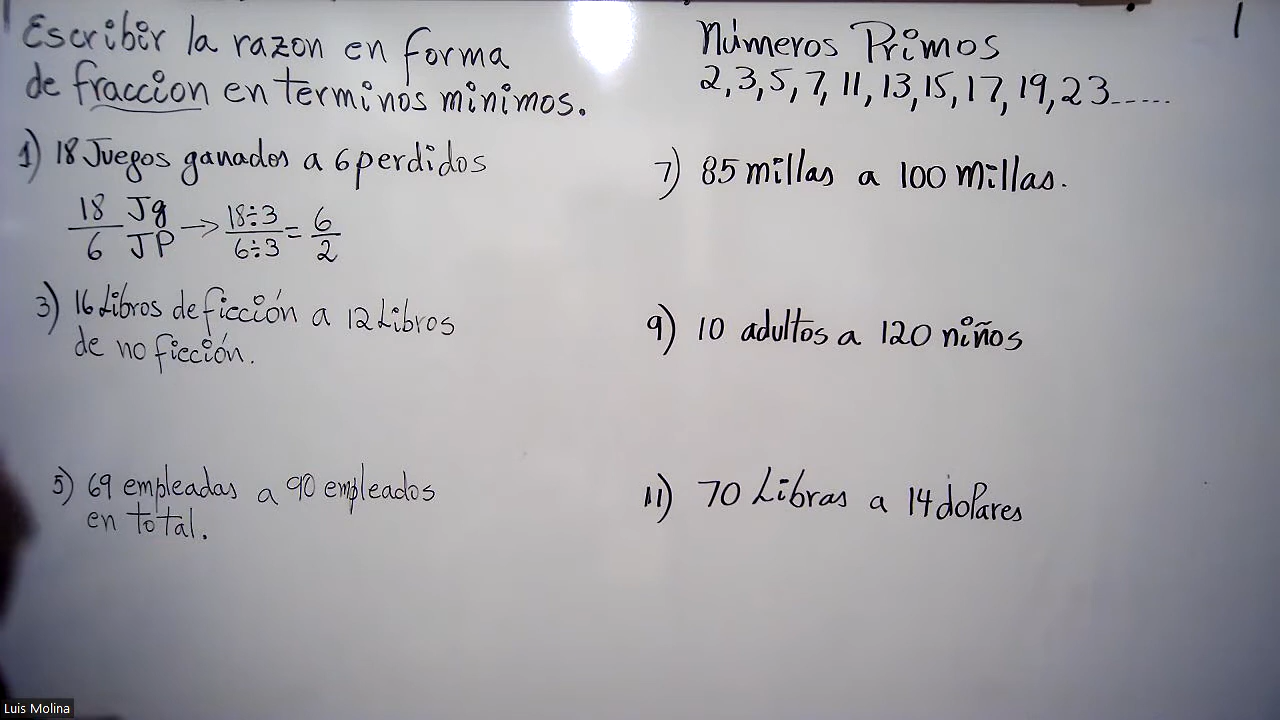 Escribir la razon en forma
de fraccion en terminos minimos.
1) 18 Juegos ganados a 6 perdidos
18 Jg
6 JP
→ 18÷3
6÷3
= 6
2
3) 16 Libros de ficción a 12 Libros
de no ficción.
5) 69 empleadas a 90 empleados
en total.
Números Primos
2, 3, 5, 7, 11, 13, 15, 17, 19, 23.....
1
7) 85 millas a 100 millas.
9) 10 adultos a 120 niños
11) 70 Libras a 14 dolares
Luis Molina